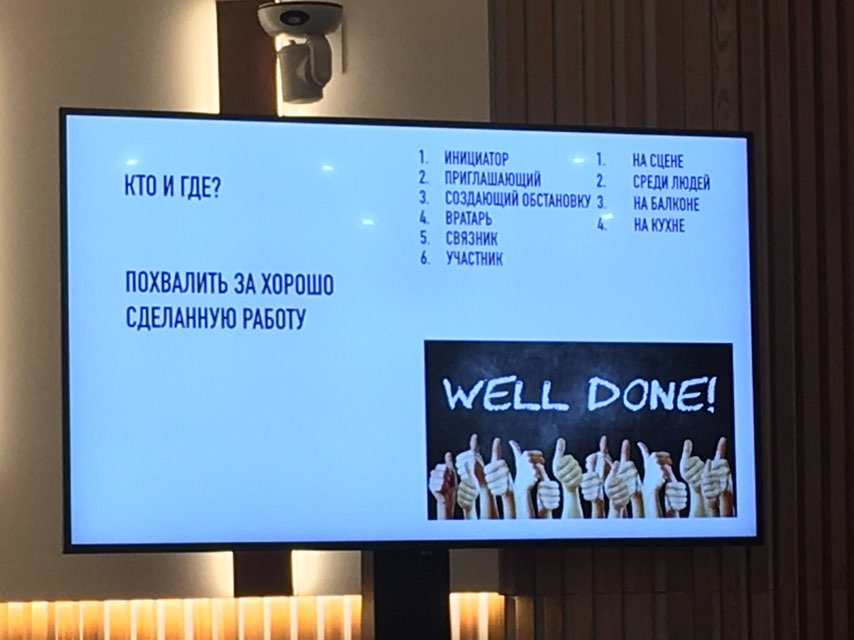 КТО И ГДЕ?
ПОХВАЛИТЬ ЗА ХОРОШО
СДЕЛАННУЮ РАБОТУ
1. ИНИЦИАТОР
2. ПРИГЛАШАЮЩИЙ
3. СОЗДАЮЩИЙ ОБСТАНОВКУ
4. ВРАТАРЬ
5. СВЯЗНИК
6. УЧАСТНИК
1. НА СЦЕНЕ
2. СРЕДИ ЛЮДЕЙ
3. НА БАЛКОНЕ
4. НА КУХНЕ
WELL DONE!